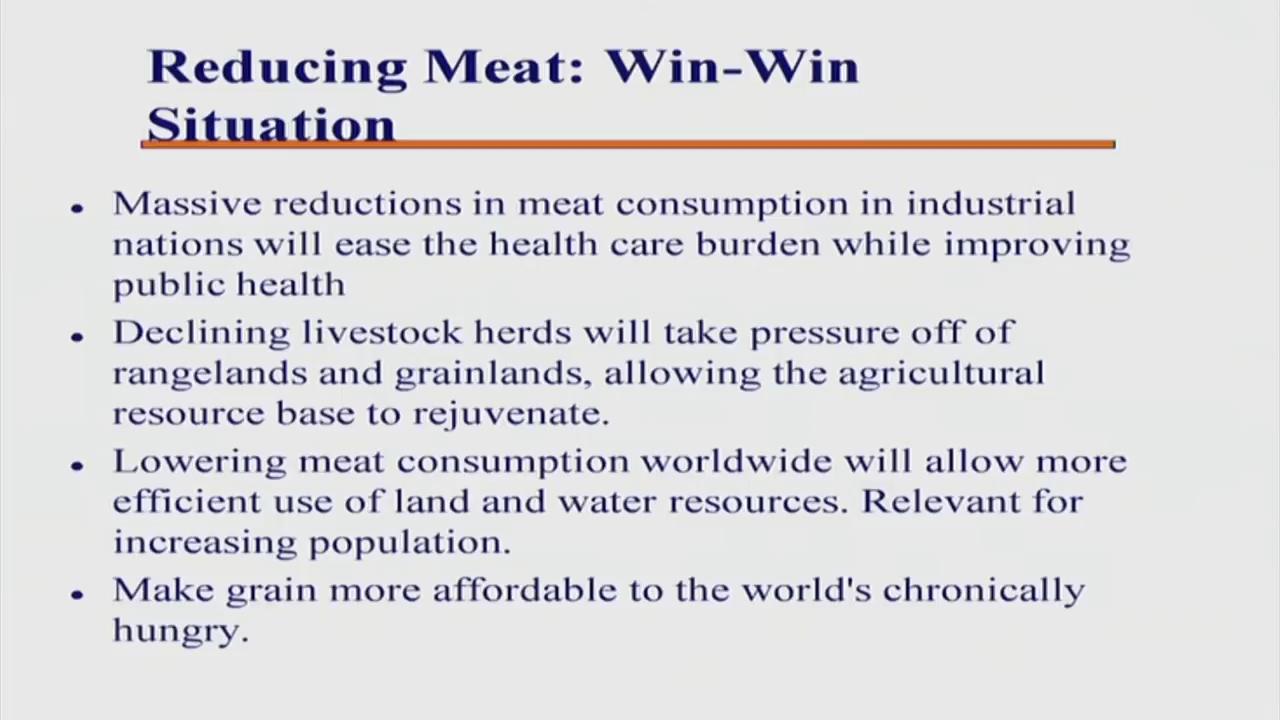 Reducing Meat: Win-Win
Situation
• Massive reductions in meat consumption in industrial
nations will ease the health care burden while improving
public health
• Declining livestock herds will take pressure off of
rangelands and grainlands, allowing the agricultural
resource base to rejuvenate.
• Lowering meat consumption worldwide will allow more
efficient use of land and water resources. Relevant for
increasing population.
• Make grain more affordable to the world's chronically
hungry.